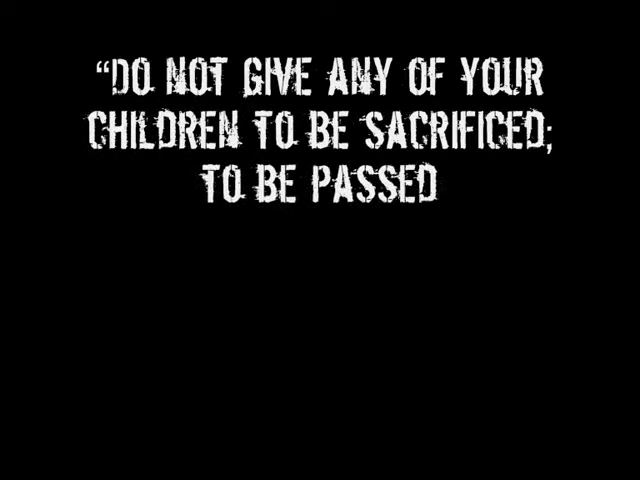 “DO NOT GIVE ANY OF YOUR
CHILDREN TO BE SACRIFICED;
TO BE PASSED